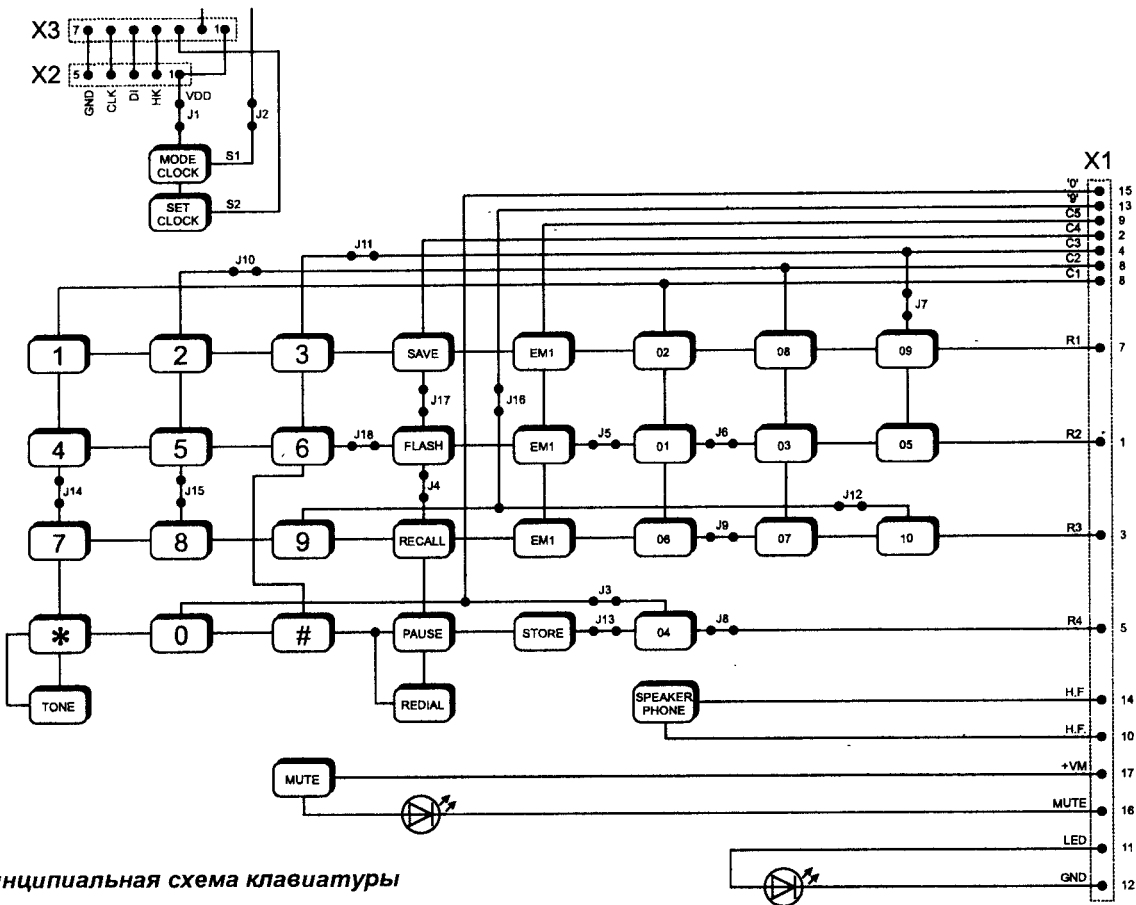 X3 7 1
X2 5 1
GND CLK DI HK VDD
J1 J2
MODE CLOCK S1
SET CLOCK S2
X1
'0' 15
'9' 13
C5 9
C4 2
C3 4
C2 8
C1 8
J11
J10
J7
1 2 3 SAVE EM1 02 08 09 R1 7
J17 J16
4 5 6 J18 FLASH EM1 J5 01 J6 03 05 R2 1
J14 J15 J4
J12
7 8 9 RECALL EM1 06 J9 07 10 R3 3
J3
* 0 # PAUSE STORE J13 04 J8 R4 5
TONE REDIAL
SPEAKER PHONE H.F 14
H.F. 10
MUTE +VM 17
MUTE 16
LED 11
GND 12
нципиальная схема клавиатуры